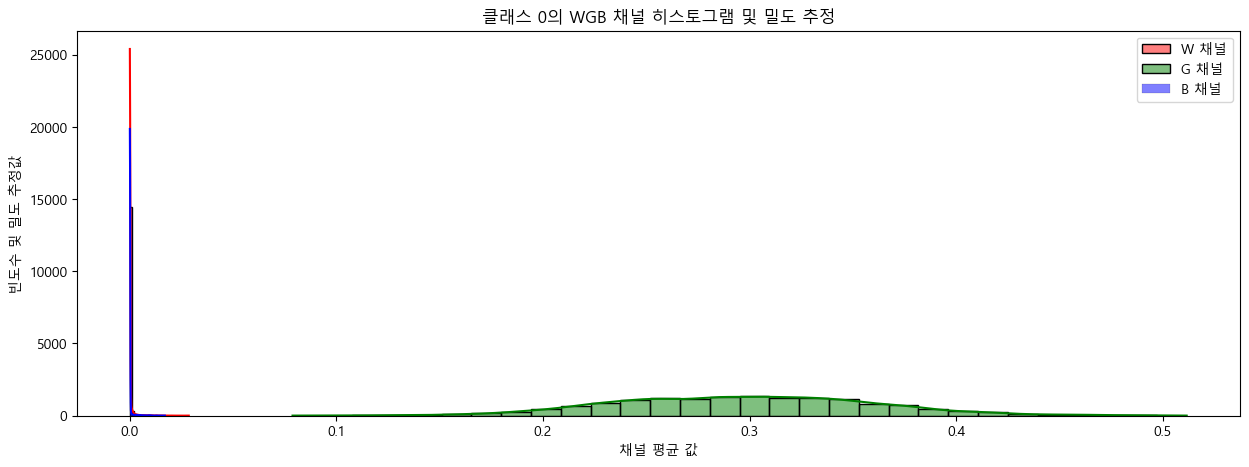 클래스 0의 WGB 채널 히스토그램 및 밀도 추정
W 채널
G 채널
B 채널
빈도수 및 밀도 추정값
25000
20000
15000
10000
5000
0
0.0 0.1 0.2 0.3 0.4 0.5
채널 평균 값